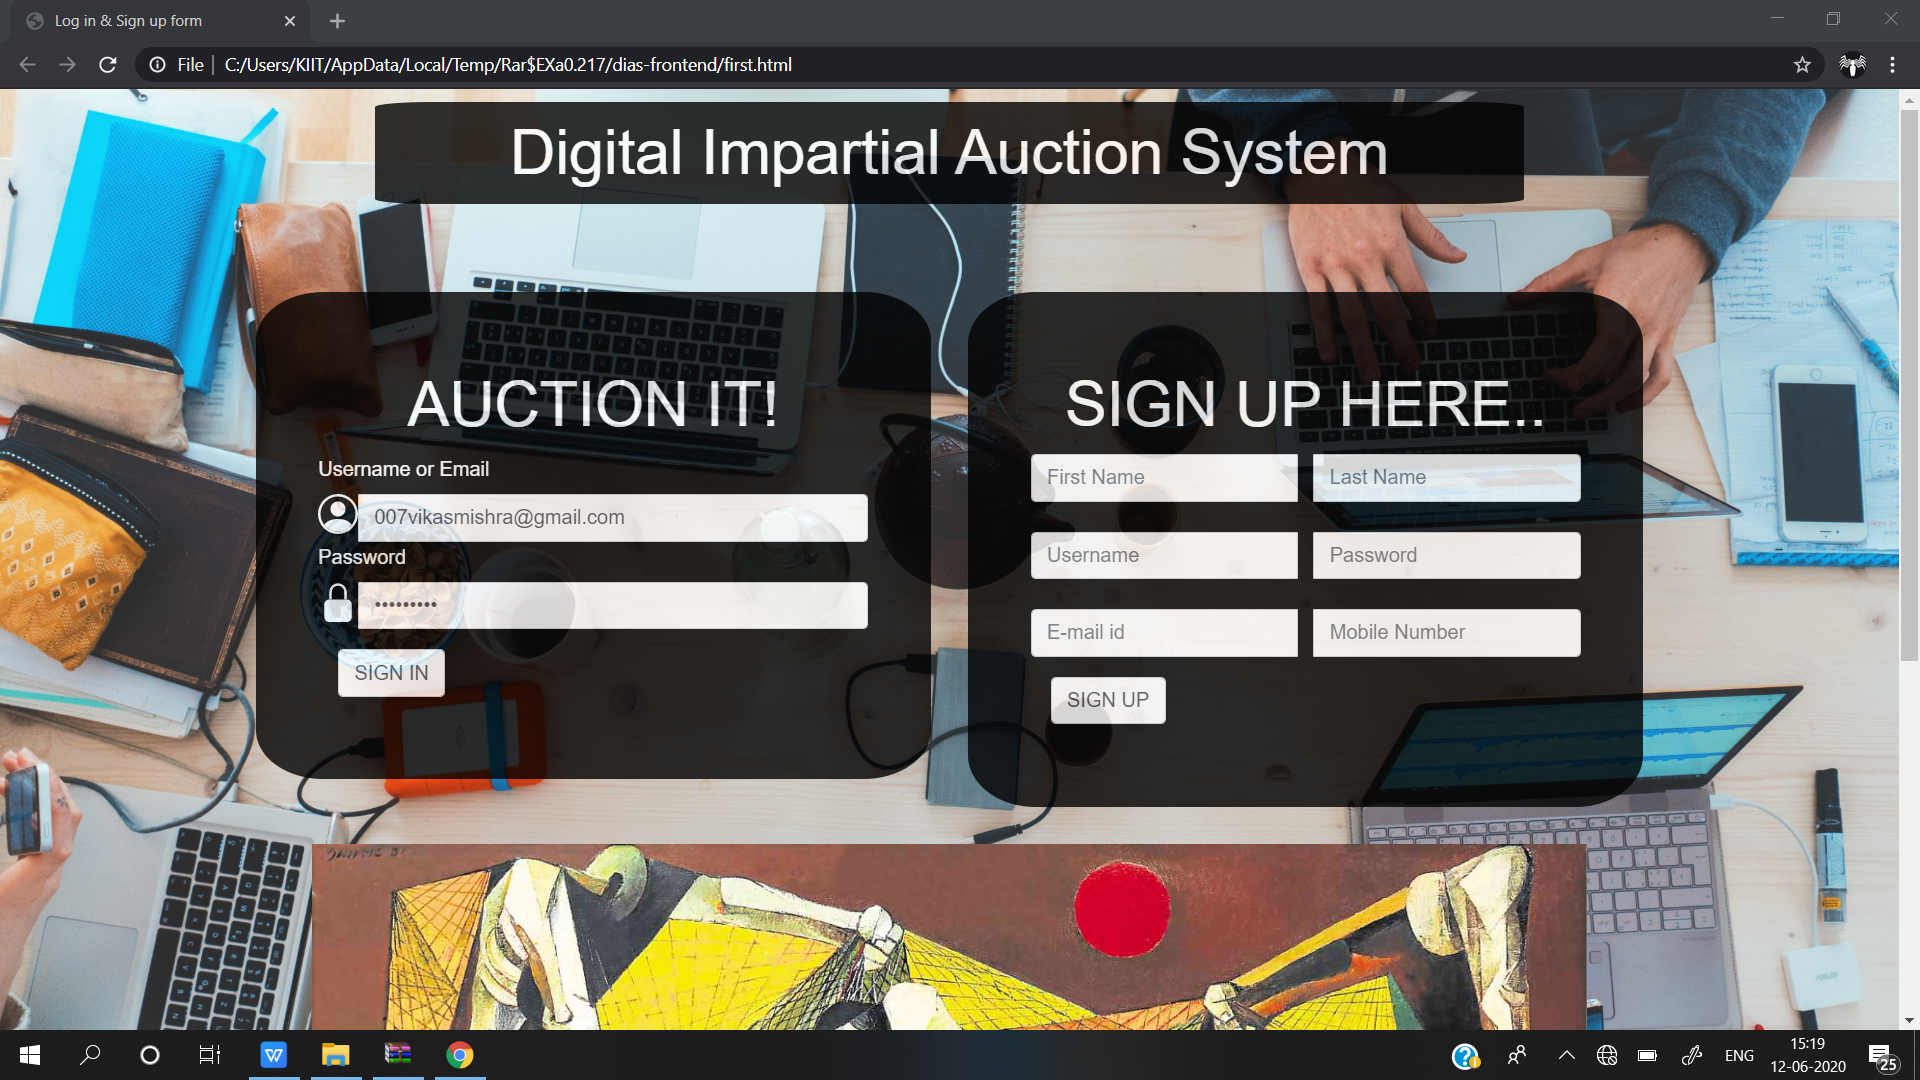 Log in & Sign up form
File
C:/Users/KIIT/AppData/Local/Temp/Rar$EXa0.217/dias-frontend/first.html
Digital Impartial Auction System
AUCTION IT!
Username or Email
007vikasmishra@gmail.com
Password
•••••••••
SIGN IN
SIGN UP HERE..
First Name
Last Name
Username
Password
E-mail id
Mobile Number
SIGN UP
ENG
15:19
12-06-2020
25